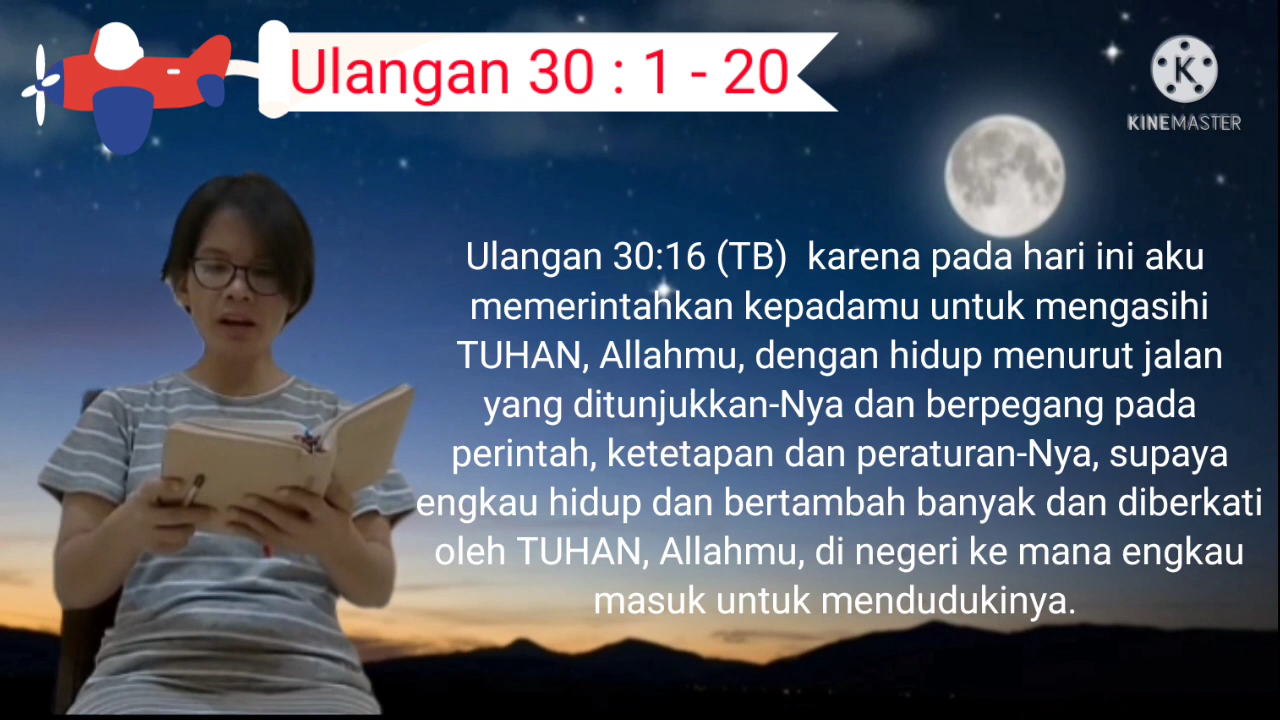 Ulangan 30 : 1 - 20
K
KINEMASTER
Ulangan 30:16 (TB)  karena pada hari ini aku
memerintahkan kepadamu untuk mengasihi
TUHAN, Allahmu, dengan hidup menurut jalan
yang ditunjukkan-Nya dan berpegang pada
perintah, ketetapan dan peraturan-Nya, supaya
engkau hidup dan bertambah banyak dan diberkati
oleh TUHAN, Allahmu, di negeri ke mana engkau
masuk untuk mendudukinya.